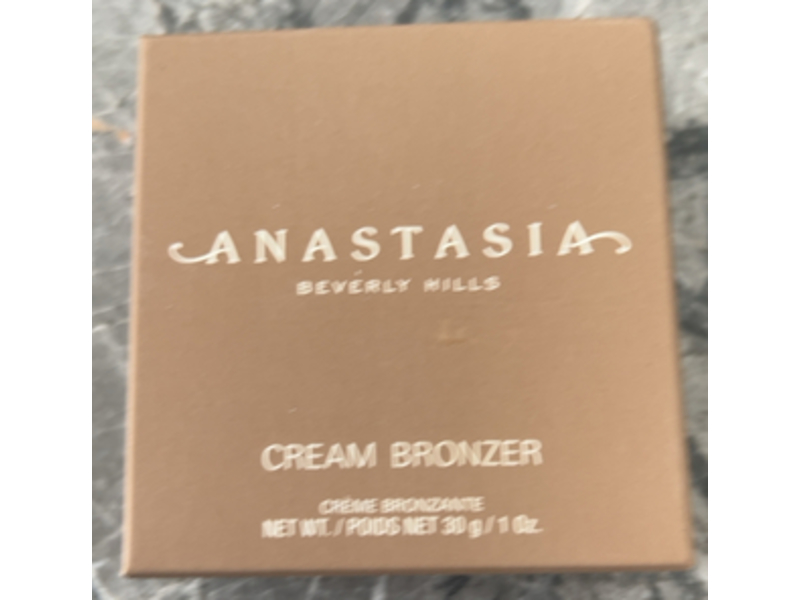 ANASTASIA
BEVERLY HILLS
CREAM BRONZER
CRÈME BRONZANTE
NET WT. / POIDS NET 30 g / 1 Oz.